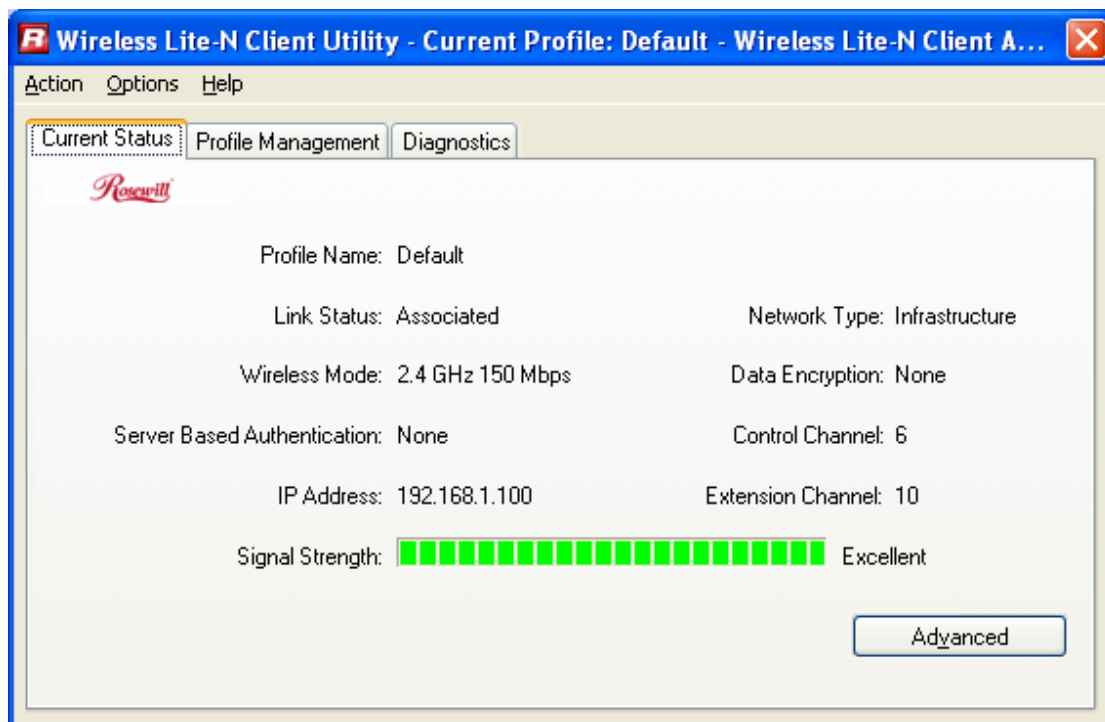 Wireless Lite-N Client Utility - Current Profile: Default - Wireless Lite-N Client A...
Action Options Help
Current Status Profile Management Diagnostics
Rosewill
Profile Name: Default
Link Status: Associated Network Type: Infrastructure
Wireless Mode: 2.4 GHz 150 Mbps Data Encryption: None
Server Based Authentication: None Control Channel: 6
IP Address: 192.168.1.100 Extension Channel: 10
Signal Strength: Excellent
Advanced